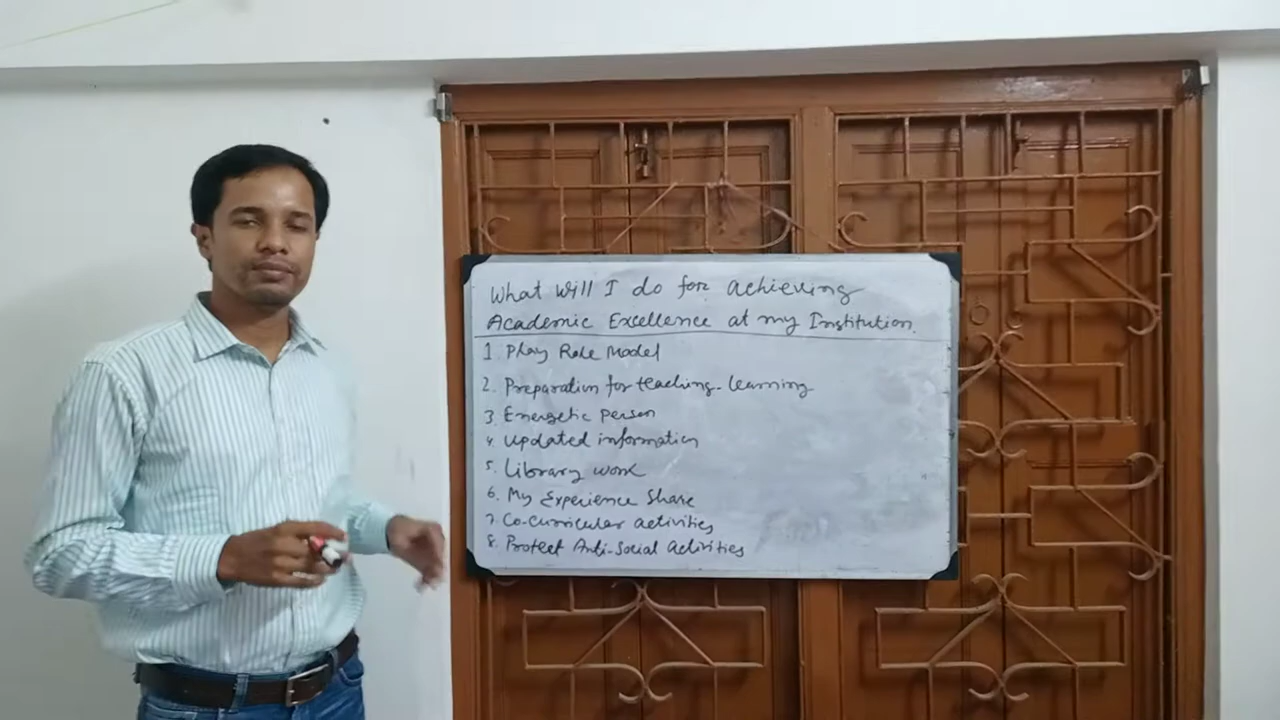 What Will I do for achieving
Academic Excellence at my Institution.
1 Play Role Model
2. Preparation for teaching-learning
3. Energetic person
4. Updated information
5. Library work
6. My Experience Share
7. Co-curricular activities
8. Protect Anti-Social Activities